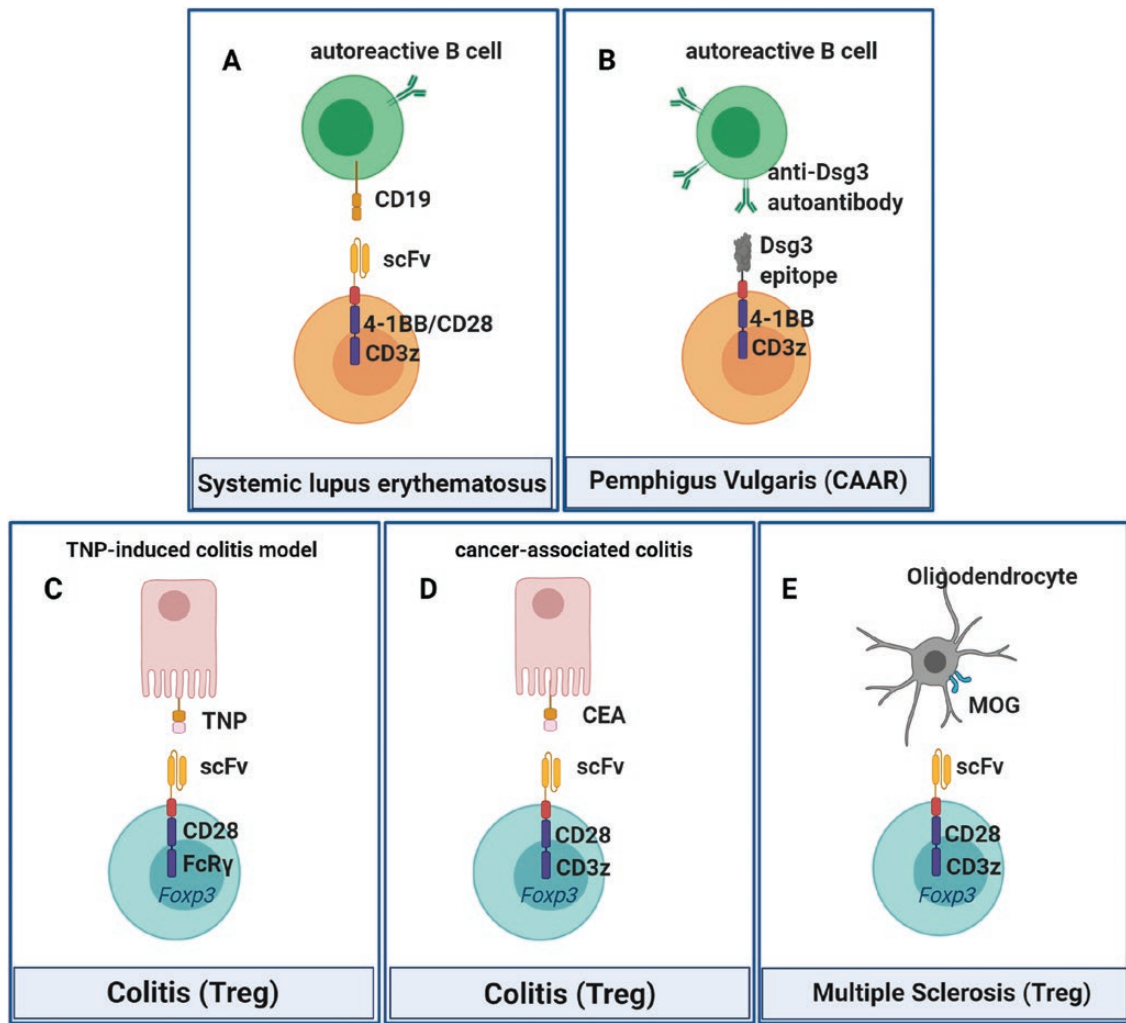 A
autoreactive B cell
CD19
scFv
4-1BB/CD28
CD3z
Systemic lupus erythematosus
B
autoreactive B cell
anti-Dsg3
autoantibody
Dsg3
epitope
4-1BB
CD3z
Pemphigus Vulgaris (CAAR)
TNP-induced colitis model
C
TNP
scFv
CD28
FcRγ
Foxp3
Colitis (Treg)
cancer-associated colitis
D
CEA
scFv
CD28
CD3z
Foxp3
Colitis (Treg)
Oligodendrocyte
E
MOG
scFv
CD28
CD3z
Foxp3
Multiple Sclerosis (Treg)